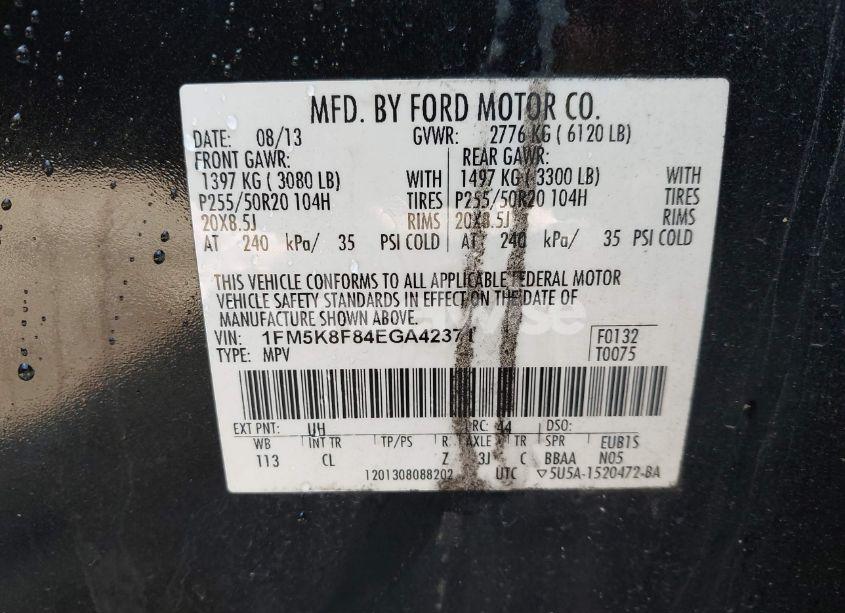 MFD. BY FORD MOTOR CO.
DATE: 08/13 GVWR: 2776 KG ( 6120 LB)
FRONT GAWR: REAR GAWR:
1397 KG ( 3080 LB) WITH 1497 KG ( 3300 LB) WITH
P255/50R20 104H TIRES P255/50R20 104H TIRES
20X8.5J RIMS 20X8.5J RIMS
AT 240 kPa/ 35 PSI COLD AT 240 kPa/ 35 PSI COLD
THIS VEHICLE CONFORMS TO ALL APPLICABLE FEDERAL MOTOR
VEHICLE SAFETY STANDARDS IN EFFECT ON THE DATE OF
MANUFACTURE SHOWN ABOVE.
VIN: 1FM5K8F84EGA42371 F0132
TYPE: MPV T0075
EXT PNT: UH RC: 44 DSO:
WB INT TR TP/PS R AXLE TR SPR EUB1S
113 CL Z 3J C BBAA N05
1201308088202 UTC ▽5U5A-1520472-BA